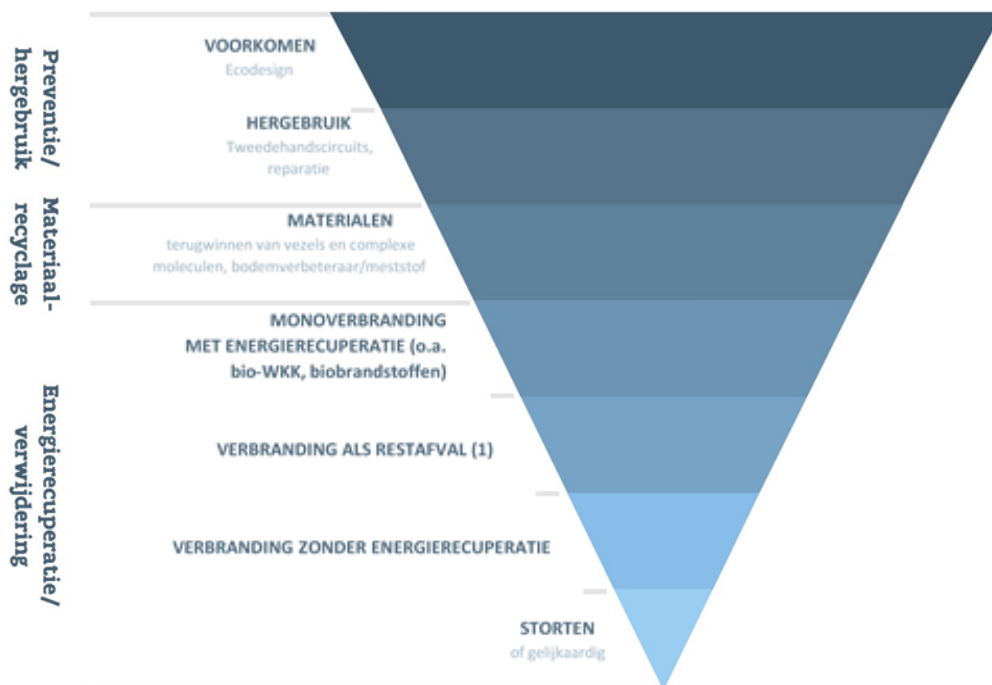 Preventie/
hergebruik
VOORKOMEN
Ecodesign
HERGEBRUIK
Tweedehandscircuits,
reparatie
Materiaal-
recyclage
MATERIALEN
terugwinnen van vezels en complexe
moleculen, bodemverbeteraar/meststof
Energierecuperatie/
verwijdering
MONOVERBRANDING
MET ENERGIERECUPERATIE (o.a.
bio-WKK, biobrandstoffen)
VERBRANDING ALS RESTAFVAL (1)
VERBRANDING ZONDER ENERGIERECUPERATIE
STORTEN
of gelijkaardig